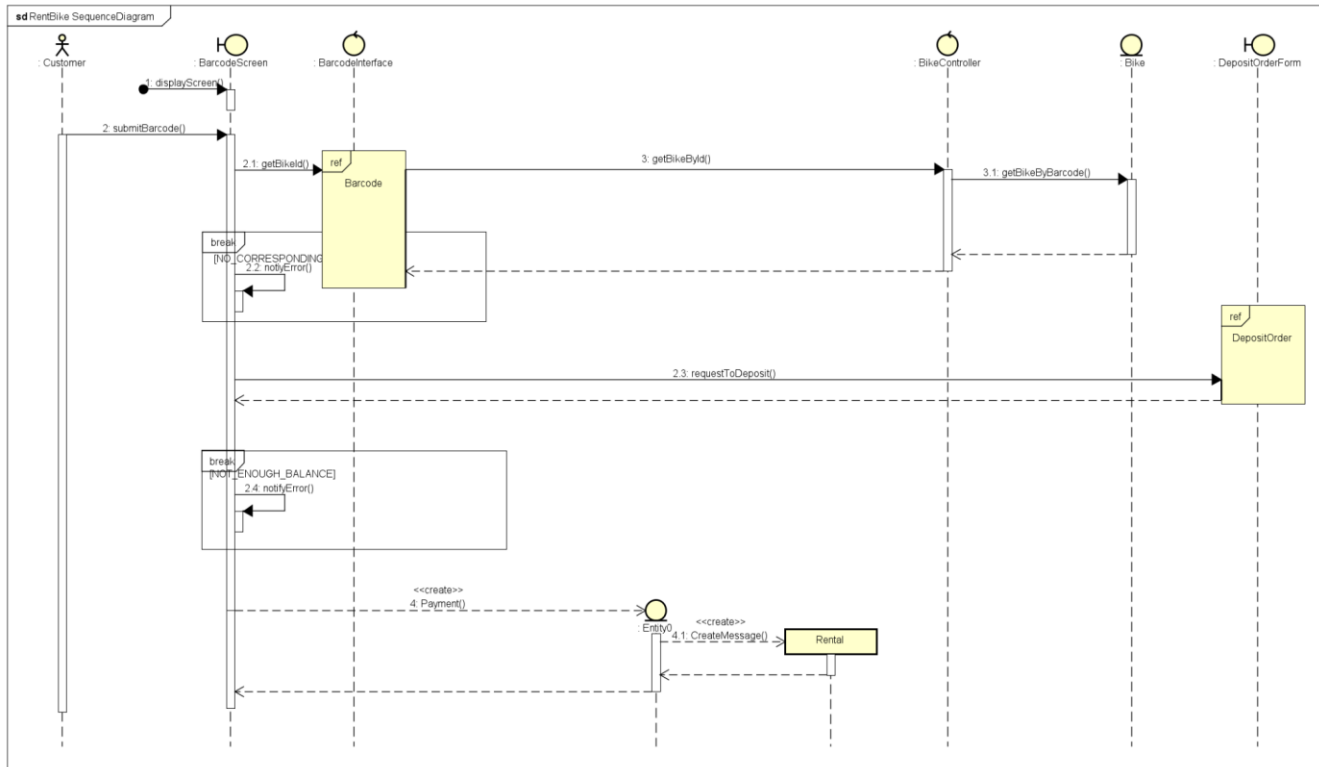 sd RentBike SequenceDiagram
: Customer
: BarcodeScreen
: BarcodeInterface
: BikeController
: Bike
: DepositOrderForm
1: displayScreen()
2: submitBarcode()
2.1: getBikeId()
ref
Barcode
3: getBikeById()
3.1: getBikeByBarcode()
break
[NO_CORRESPONDING
2.2: notiyError()
ref
DepositOrder
2.3: requestToDeposit()
break
[NOT_ENOUGH_BALANCE]
2.4: notifyError()
<<create>>
4: Payment()
: Entity0
<<create>>
4.1: CreateMessage()
Rental